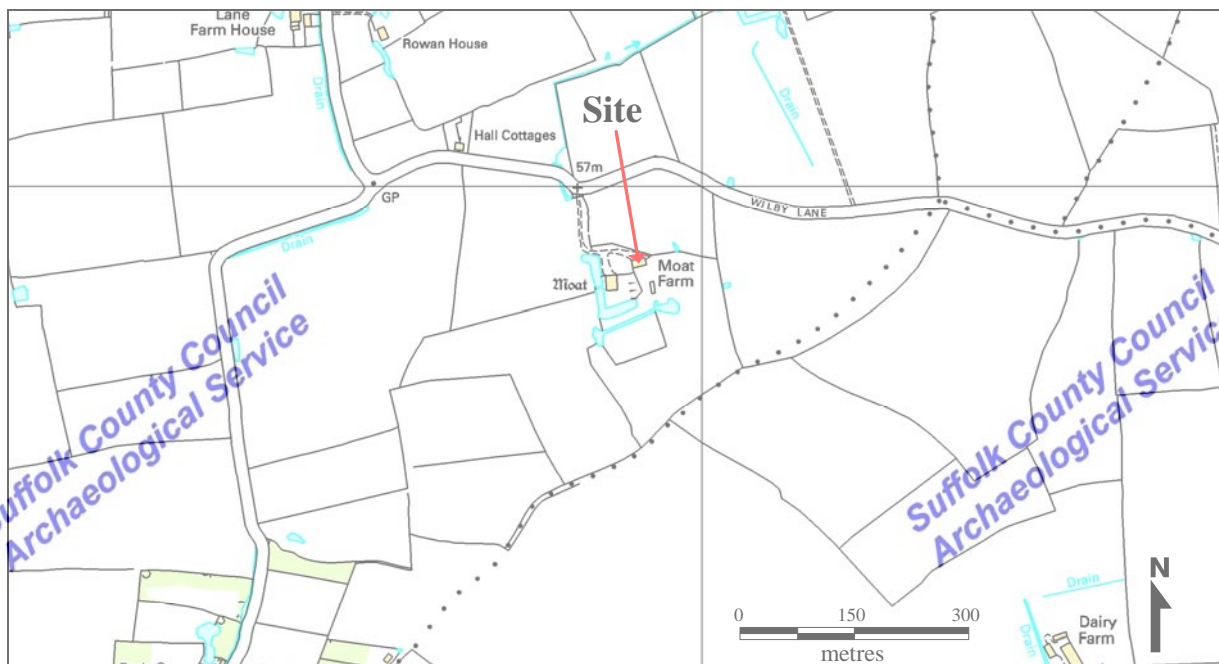 Lane
Farm House
Rowan House
Drain
Drain
Site
Hall Cottages
57m
GP
WILBY LANE
Drain
Moat
Moat
Farm
Suffolk County Council
Archaeological Service
Suffolk County Council
Archaeological Service
N
0 150 300
metres
Drain
Drain
Dairy
Farm